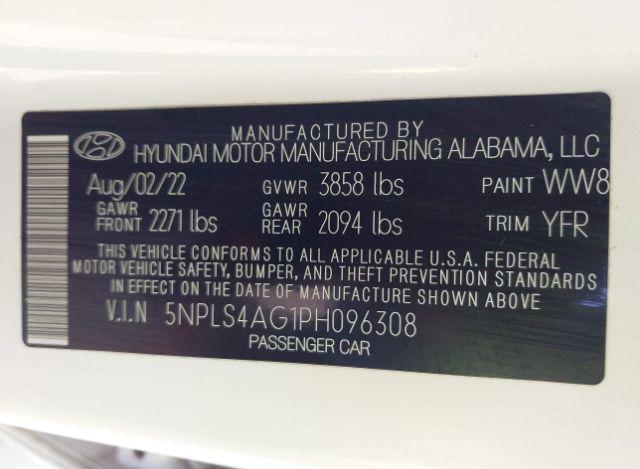 MANUFACTURED BY
HYUNDAI MOTOR MANUFACTURING ALABAMA, LLC
Aug/02/22 GVWR 3858 lbs PAINT WW8
GAWR FRONT 2271 lbs GAWR REAR 2094 lbs TRIM YFR
THIS VEHICLE CONFORMS TO ALL APPLICABLE U.S.A. FEDERAL
MOTOR VEHICLE SAFETY, BUMPER, AND THEFT PREVENTION STANDARDS
IN EFFECT ON THE DATE OF MANUFACTURE SHOWN ABOVE
V.I.N 5NPLS4AG1PH096308
PASSENGER CAR